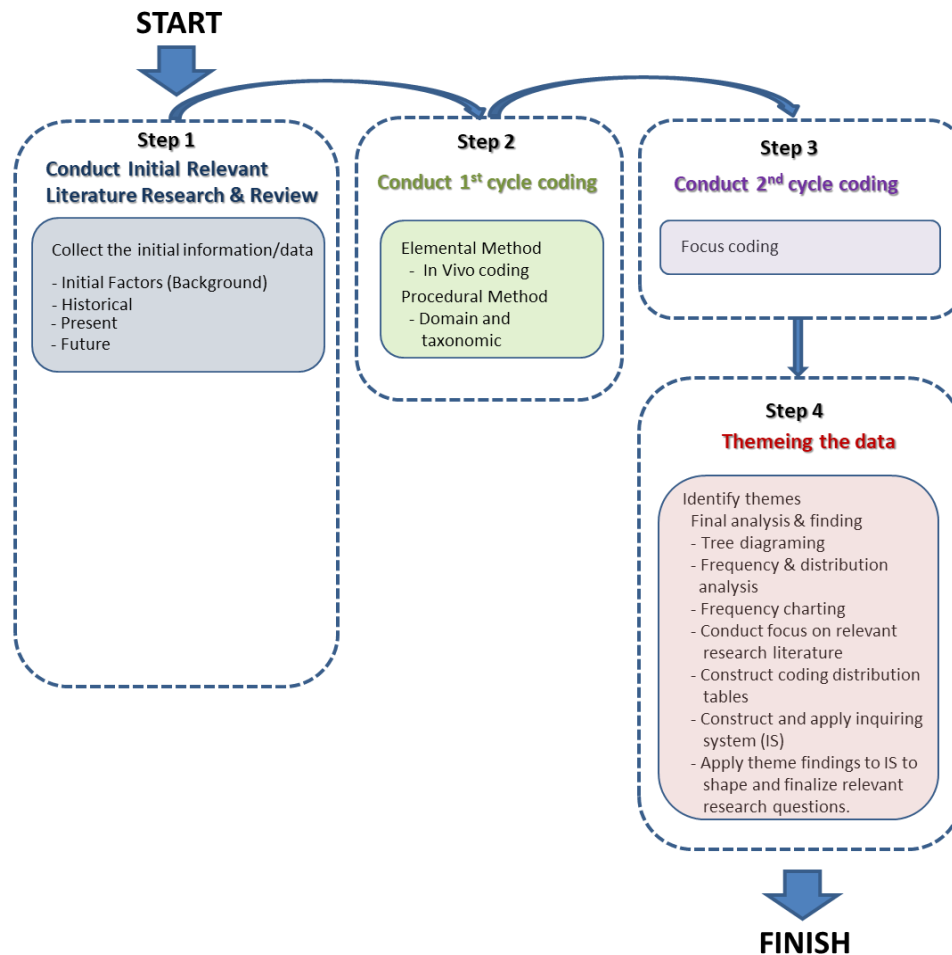 START
Step 1
Conduct Initial Relevant
Literature Research & Review
Collect the initial information/data
- Initial Factors (Background)
- Historical
- Present
- Future
Step 2
Conduct 1st cycle coding
Elemental Method
- In Vivo coding
Procedural Method
- Domain and
taxonomic
Step 3
Conduct 2nd cycle coding
Focus coding
Step 4
Themeing the data
Identify themes
Final analysis & finding
- Tree diagraming
- Frequency & distribution
analysis
- Frequency charting
- Conduct focus on relevant
research literature
- Construct coding distribution
tables
- Construct and apply inquiring
system (IS)
- Apply theme findings to IS to
shape and finalize relevant
research questions.
FINISH